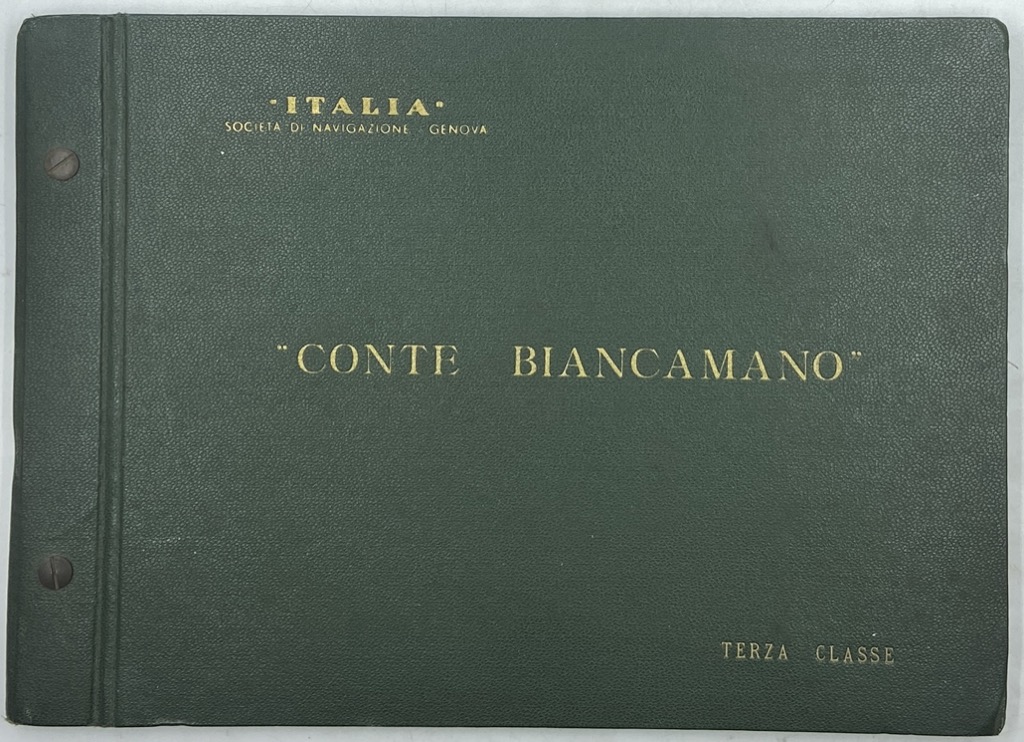 "ITALIA"
SOCIETÀ DI NAVIGAZIONE GENOVA
"CONTE BIANCAMANO"
TERZA CLASSE